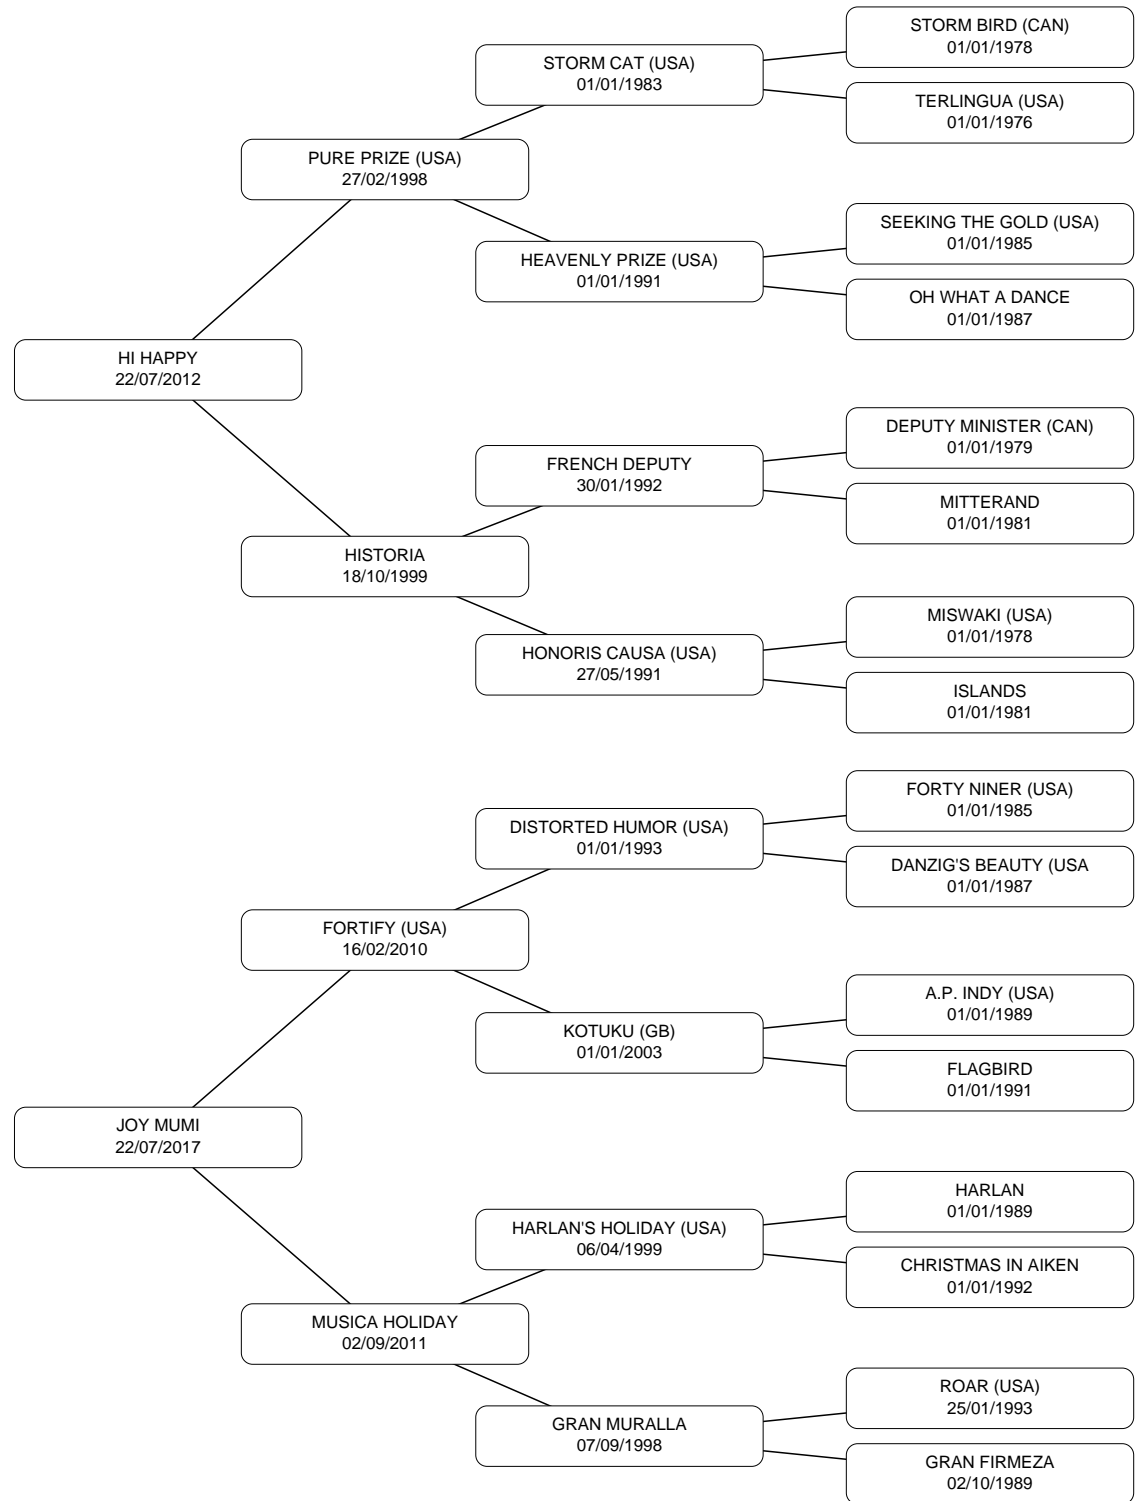 STORM BIRD (CAN)
01/01/1978
STORM CAT (USA)
01/01/1983
TERLINGUA (USA)
01/01/1976
PURE PRIZE (USA)
27/02/1998
SEEKING THE GOLD (USA)
01/01/1985
HEAVENLY PRIZE (USA)
01/01/1991
OH WHAT A DANCE
01/01/1987
HI HAPPY
22/07/2012
DEPUTY MINISTER (CAN)
01/01/1979
FRENCH DEPUTY
30/01/1992
MITTERAND
01/01/1981
HISTORIA
18/10/1999
MISWAKI (USA)
01/01/1978
HONORIS CAUSA (USA)
27/05/1991
ISLANDS
01/01/1981
FORTY NINER (USA)
01/01/1985
DISTORTED HUMOR (USA)
01/01/1993
DANZIG'S BEAUTY (USA
01/01/1987
FORTIFY (USA)
16/02/2010
A.P. INDY (USA)
01/01/1989
KOTUKU (GB)
01/01/2003
FLAGBIRD
01/01/1991
JOY MUMI
22/07/2017
HARLAN
01/01/1989
HARLAN'S HOLIDAY (USA)
06/04/1999
CHRISTMAS IN AIKEN
01/01/1992
MUSICA HOLIDAY
02/09/2011
ROAR (USA)
25/01/1993
GRAN MURALLA
07/09/1998
GRAN FIRMEZA
02/10/1989